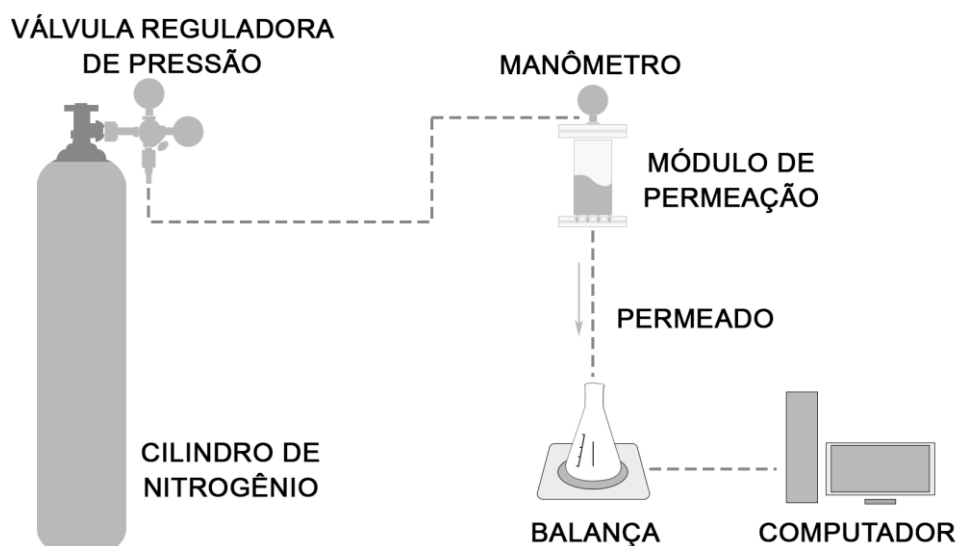 VÁLVULA REGULADORA
DE PRESSÃO
MANÔMETRO
MÓDULO DE
PERMEAÇÃO
PERMEADO
CILINDRO DE
NITROGÊNIO
BALANÇA
COMPUTADOR